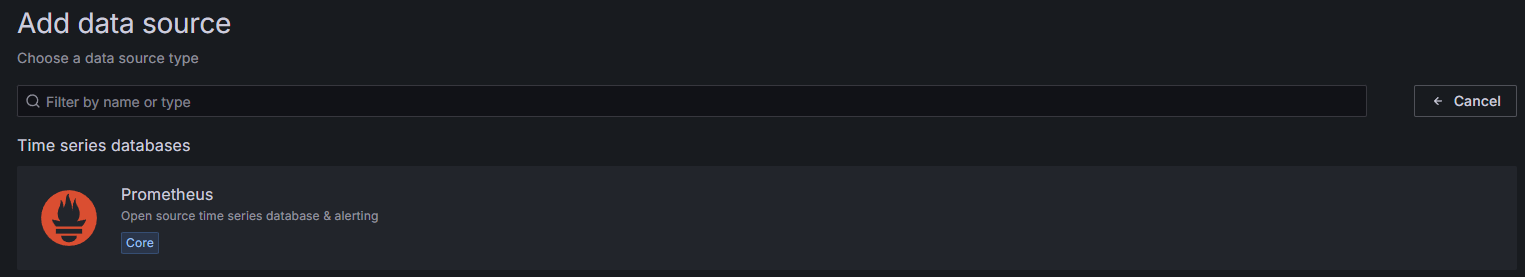 Add data source
Choose a data source type
Filter by name or type
Cancel
Time series databases
Prometheus
Open source time series database & alerting
Core